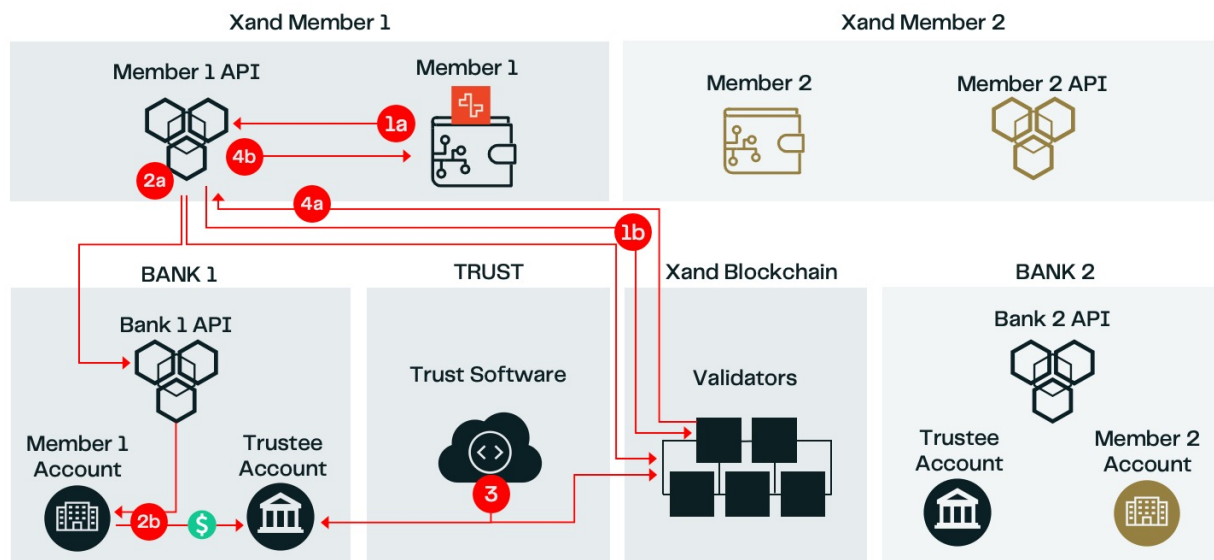 Xand Member 1
Xand Member 2
Member 1 API
Member 1
Member 2
Member 2 API
1a
4b
2a
4a
1b
BANK 1
TRUST
Xand Blockchain
BANK 2
Bank 1 API
Bank 2 API
Trust Software
Validators
Member 1
Account
Trustee
Account
Trustee
Account
Member 2
Account
<>
3
2b
$